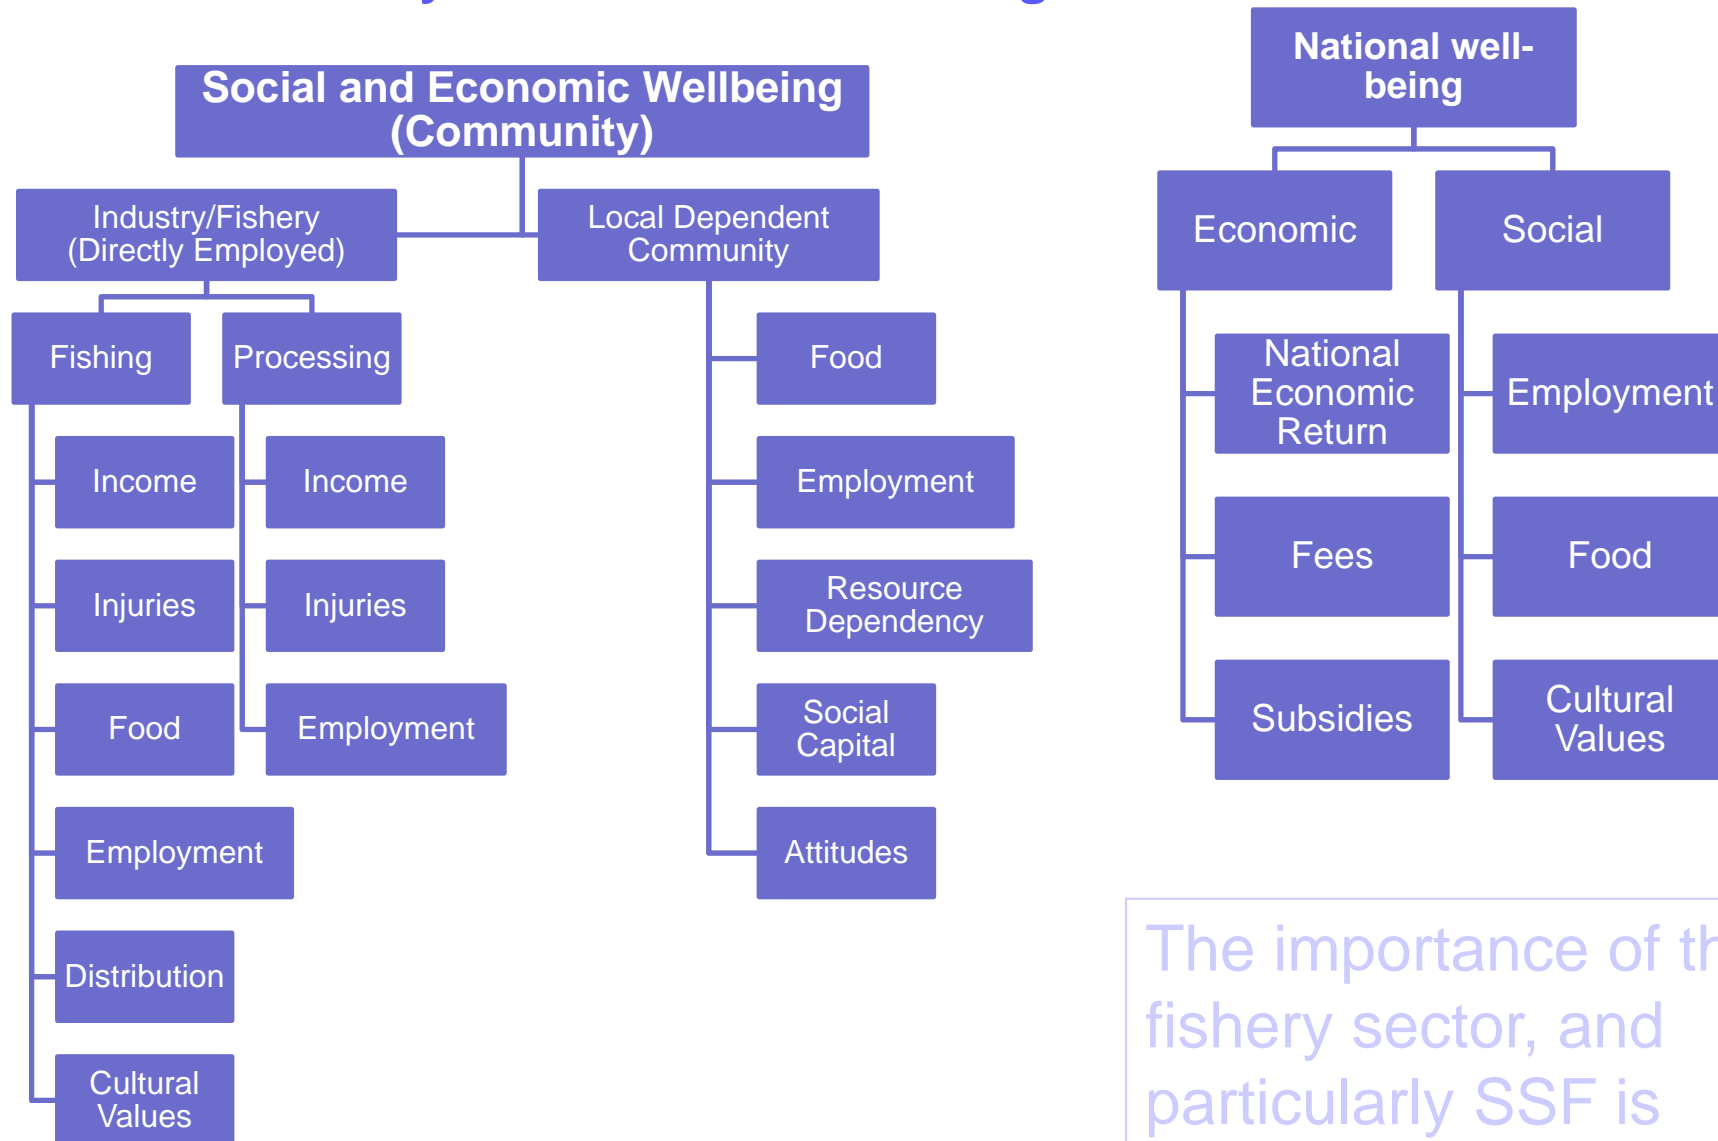 Social and Economic Wellbeing
(Community)
Industry/Fishery
(Directly Employed)
Local Dependent
Community
Fishing
Processing
Income
Injuries
Food
Employment
Distribution
Cultural
Values
Income
Injuries
Employment
Food
Employment
Resource
Dependency
Social
Capital
Attitudes
National well-
being
Economic
Social
National
Economic
Return
Fees
Subsidies
Employment
Food
Cultural
Values
The importance of
fishery sector, and
particularly SSF is